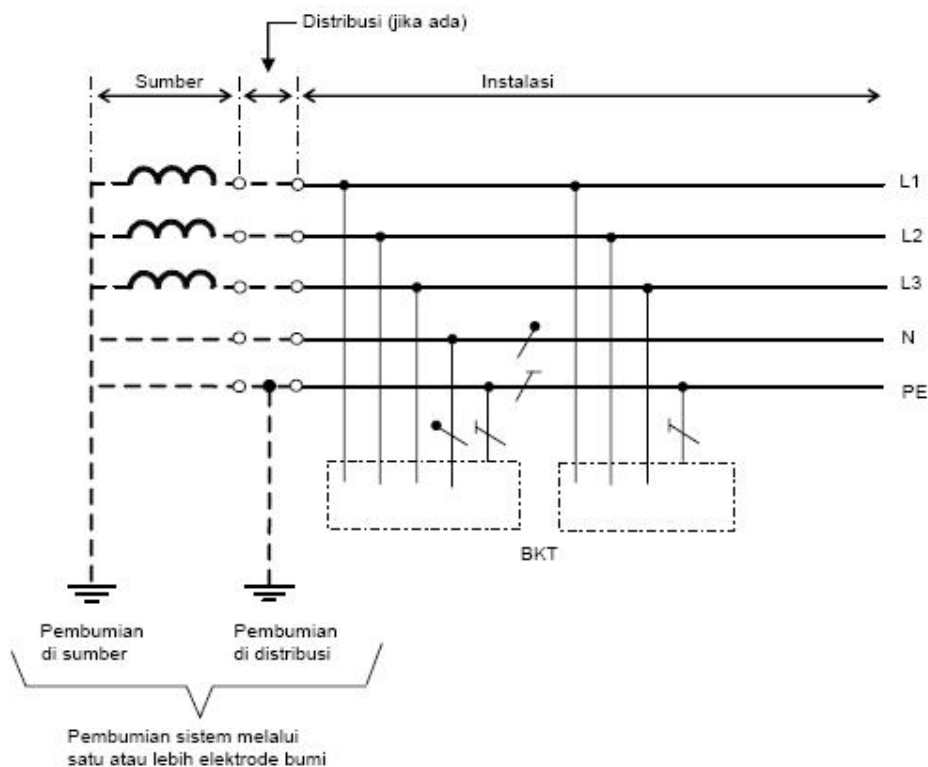 Distribusi (jika ada)
Sumber
Instalasi
L1
L2
L3
N
PE
BKT
Pembumian
di sumber
Pembumian
di distribusi
Pembumian sistem melalui
satu atau lebih elektrode bumi